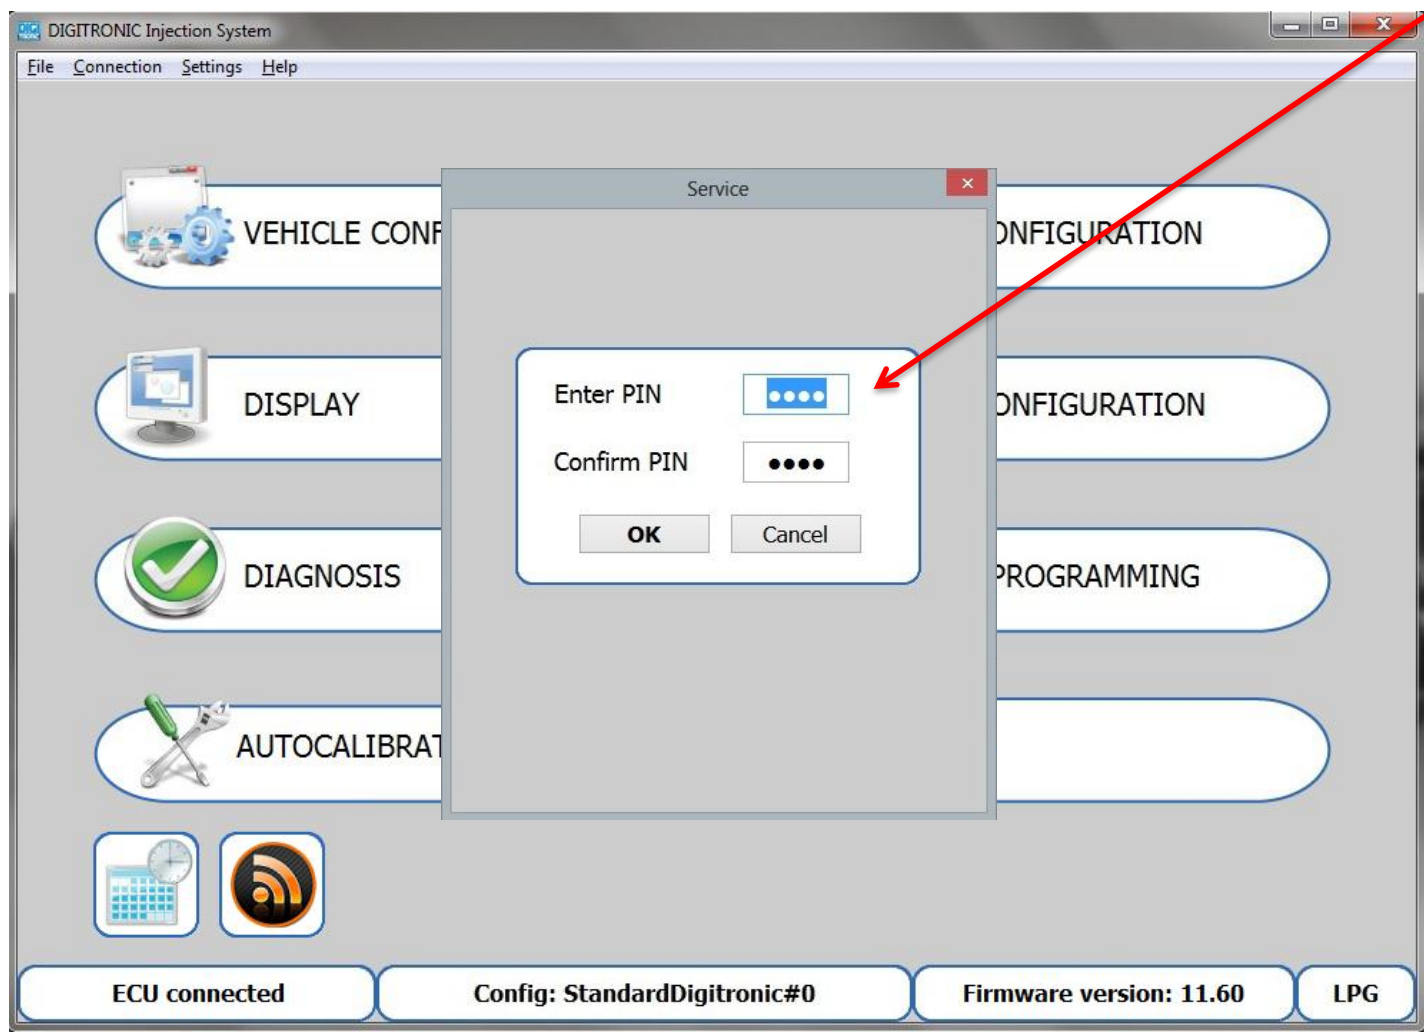 DIGITRONIC Injection System
File Connection Settings Help
Service
VEHICLE CONF
ONFIGURATION
Enter PIN
DISPLAY
ONFIGURATION
Confirm PIN
OK Cancel
DIAGNOSIS
PROGRAMMING
AUTOCALIBRAT
ECU connected Config: StandardDigitronic#0 Firmware version: 11.60 LPG